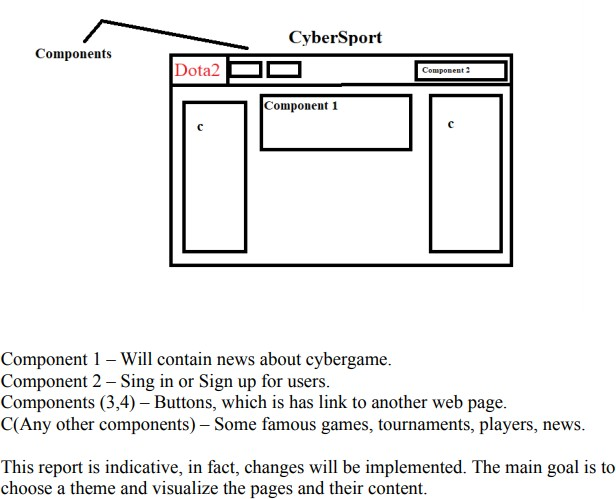 CyberSport
Components
Dota2
Component 2
Component 1
c
c
Component 1 – Will contain news about cybergame.
Component 2 – Sing in or Sign up for users.
Components (3,4) – Buttons, which is has link to another web page.
C(Any other components) – Some famous games, tournaments, players, news.
This report is indicative, in fact, changes will be implemented. The main goal is to
choose a theme and visualize the pages and their content.